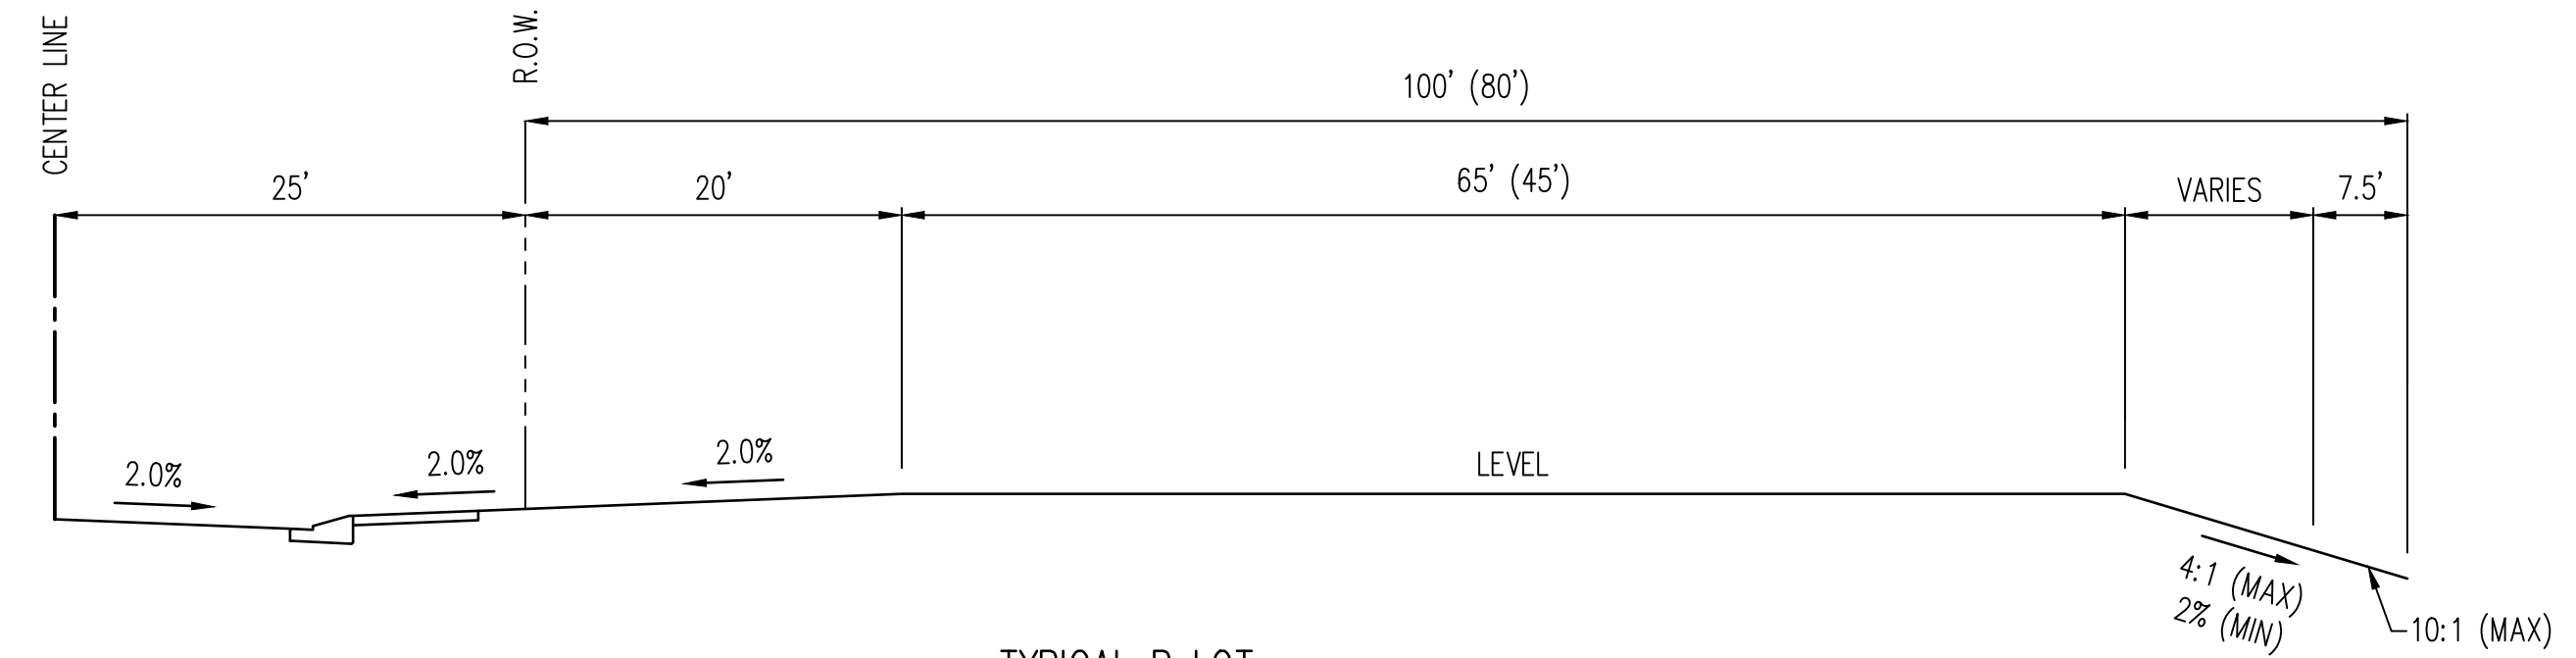 CENTER LINE
R.O.W.
100' (80')
25'
20'
65' (45')
VARIES
7.5'
2.0%
2.0%
2.0%
LEVEL
4:1 (MAX)
2% (MIN)
10:1 (MAX)